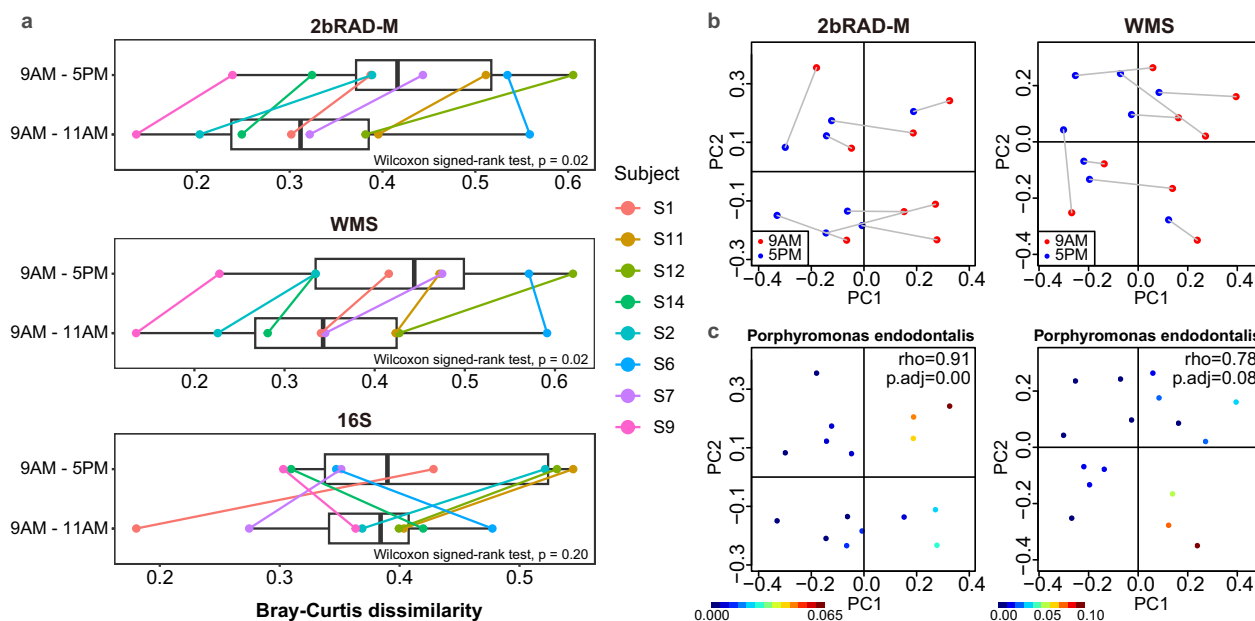 a
2bRAD-M
9AM - 5PM
9AM - 11AM
Wilcoxon signed-rank test, p = 0.02
0.2 0.3 0.4 0.5 0.6
WMS
9AM - 5PM
9AM - 11AM
Wilcoxon signed-rank test, p = 0.02
0.2 0.3 0.4 0.5 0.6
16S
9AM - 5PM
9AM - 11AM
Wilcoxon signed-rank test, p = 0.20
0.2 0.3 0.4 0.5
Bray-Curtis dissimilarity
Subject
S1
S11
S12
S14
S2
S6
S7
S9
b
2bRAD-M
0.3
0.1
−0.1
−0.3
PC2
9AM
5PM
−0.4 −0.2 0.0 0.2 0.4
PC1
WMS
0.2
0.0
−0.2
−0.4
PC2
9AM
5PM
−0.4 −0.2 0.0 0.2 0.4
PC1
c
Porphyromonas endodontalis
rho=0.91
p.adj=0.00
0.3
0.1
−0.1
−0.3
PC2
−0.4 −0.2 0.0 0.2 0.4
PC1
0.000 0.065
Porphyromonas endodontalis
rho=0.78
p.adj=0.08
0.2
0.0
−0.2
−0.4
PC2
−0.4 −0.2 0.0 0.2 0.4
PC1
0.00 0.05 0.10